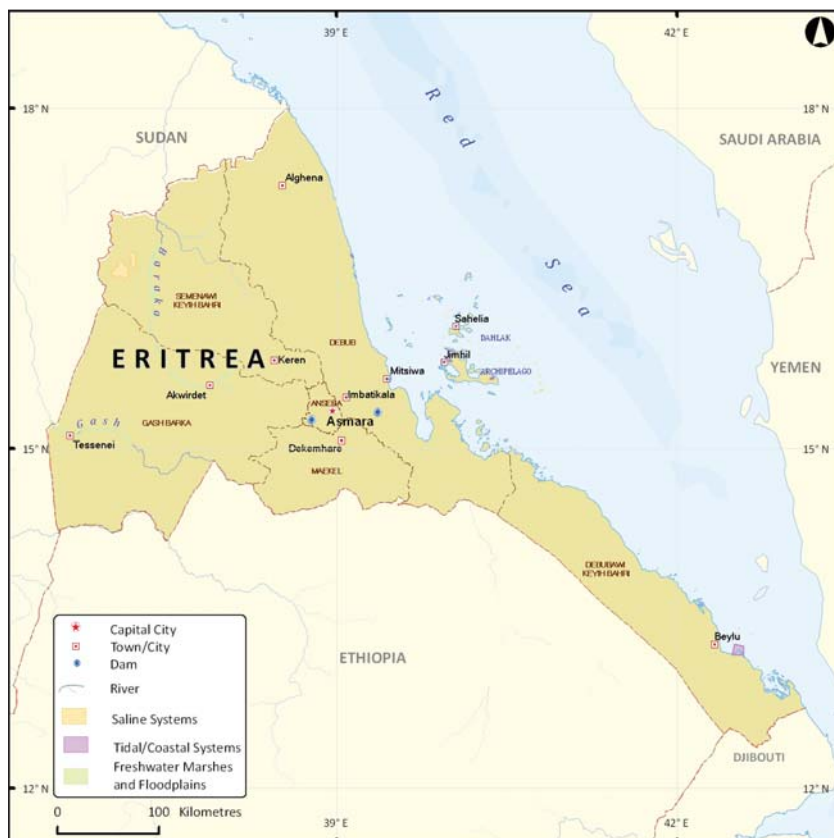 39° E
42° E
18° N
18° N
SUDAN
SAUDI ARABIA
Red
Sea
Alghena
Baraka
SEMENAWI
KEYIH BAHRI
Sahelia
DAHLAK
ARCHIPELAGO
DEBUB
Jimhil
YEMEN
ERITREA
Keren
Mitsiwa
Akwirdet
Imbatikala
ANSEBA
Asmara
Gash
GASH BARKA
Tessenei
Dekemhare
MAEKEL
15° N
15° N
DEBUBAWI
KEYIH BAHRI
Beylu
ETHIOPIA
DJIBOUTI
Capital City
Town/City
Dam
River
Saline Systems
Tidal/Coastal Systems
Freshwater Marshes
and Floodplains
12° N
12° N
0 100 Kilometres
39° E
42° E